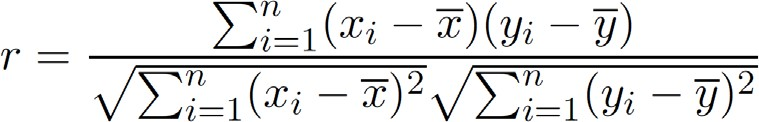 r = \frac{\sum_{i=1}^{n}(x_i - \overline{x})(y_i - \overline{y})}{\sqrt{\sum_{i=1}^{n}(x_i - \overline{x})^2}\sqrt{\sum_{i=1}^{n}(y_i - \overline{y})^2}}